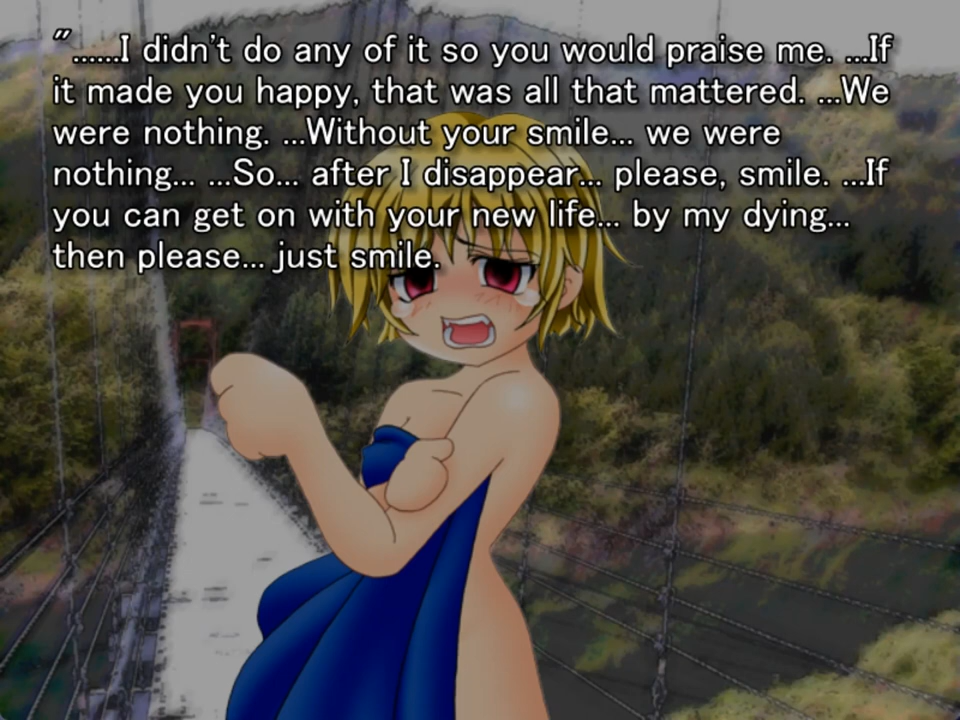 "......I didn't do any of it so you would praise me. ...If
it made you happy, that was all that mattered. ...We
were nothing. ...Without your smile... we were
nothing... ...So... after I disappear... please, smile. ...If
you can get on with your new life... by my dying...
then please... just smile.